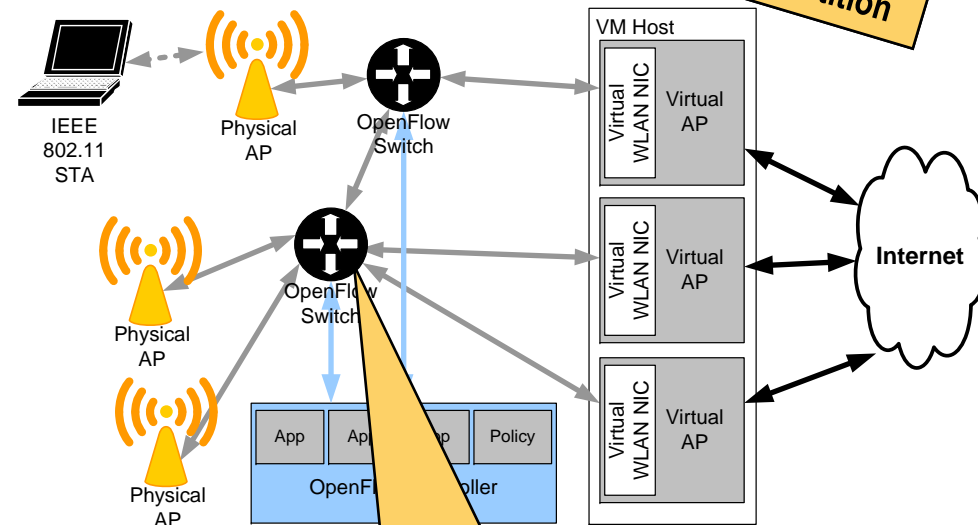 VM Host
IEEE
802.11
STA
Physical
AP
OpenFlow
Switch
Virtual
WLAN NIC
Virtual
AP
Physical
AP
OpenFlow
Switch
Virtual
WLAN NIC
Virtual
AP
Internet
Physical
AP
App
Policy
Virtual
WLAN NIC
Virtual
AP